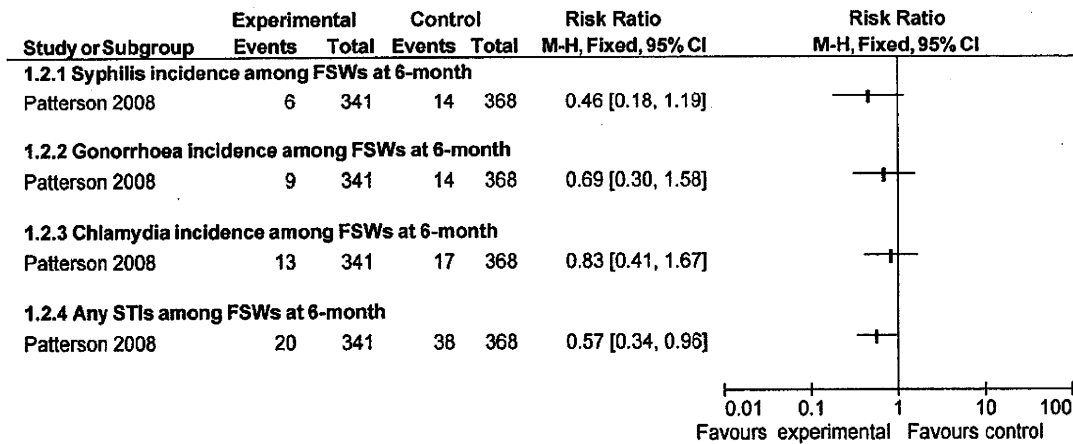 Experimental Control Risk Ratio Risk Ratio
Study or Subgroup Events Total Events Total M-H, Fixed, 95% CI M-H, Fixed, 95% CI
1.2.1 Syphilis incidence among FSWs at 6-month
Patterson 2008 6 341 14 368 0.46 [0.18, 1.19]
1.2.2 Gonorrhoea incidence among FSWs at 6-month
Patterson 2008 9 341 14 368 0.69 [0.30, 1.58]
1.2.3 Chlamydia incidence among FSWs at 6-month
Patterson 2008 13 341 17 368 0.83 [0.41, 1.67]
1.2.4 Any STIs among FSWs at 6-month
Patterson 2008 20 341 38 368 0.57 [0.34, 0.96]
0.01 0.1 1 10 100
Favours experimental Favours control